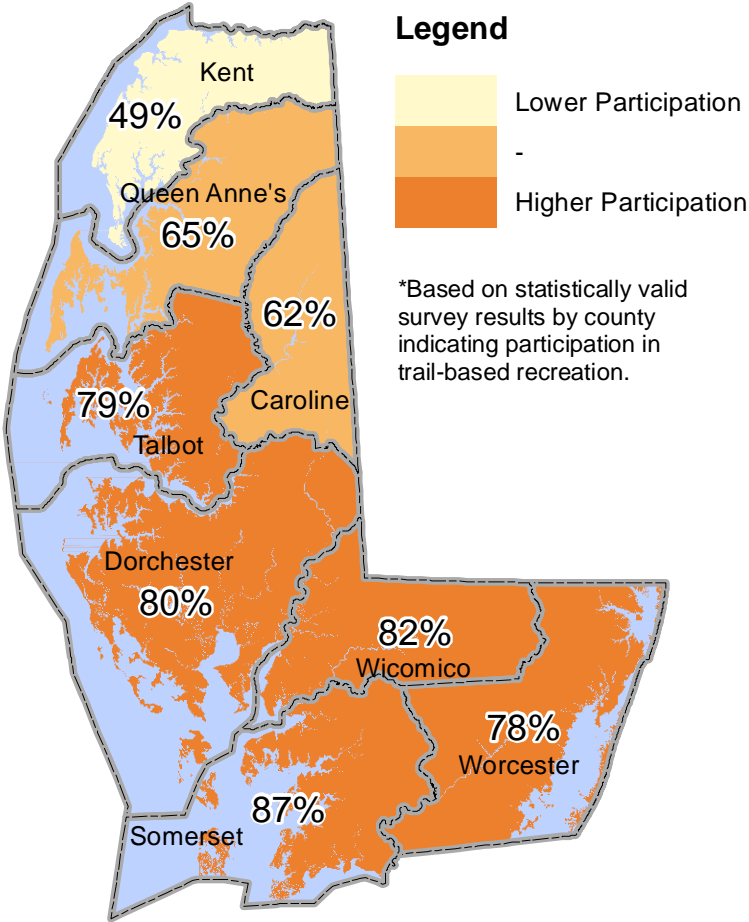 Legend
Lower Participation
-
Higher Participation
*Based on statistically valid
survey results by county
indicating participation in
trail-based recreation.
Kent
49%
Queen Anne's
65%
62%
Caroline
79%
Talbot
Dorchester
80%
82%
Wicomico
78%
Worcester
87%
Somerset